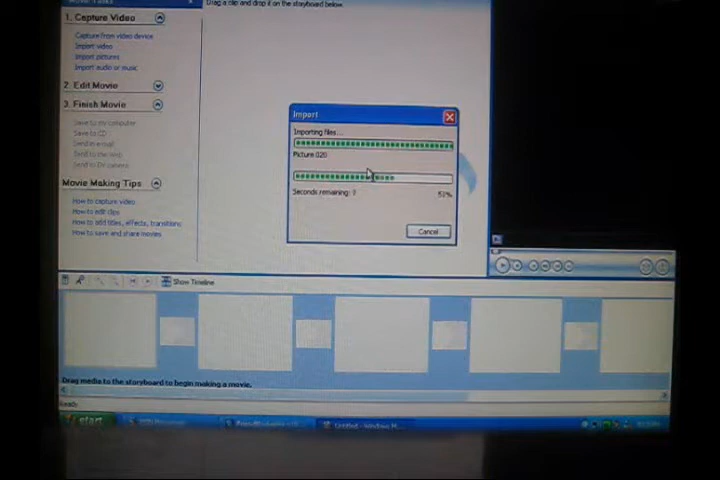 Movie Tasks
Drag a clip and drop it on the storyboard below.
1. Capture Video
Capture from video device
Import video
Import pictures
Import audio or music
2. Edit Movie
3. Finish Movie
Save to my computer
Save to CD
Send in e-mail
Send to the Web
Send to DV camera
Movie Making Tips
How to capture video
How to edit clips
How to add titles, effects, transitions
How to save and share movies
Import
Importing files...
Picture 020
Seconds remaining:
Cancel
Show Timeline
Drag media to the storyboard to begin making a movie.
Ready
start
Untitled - Windows M...